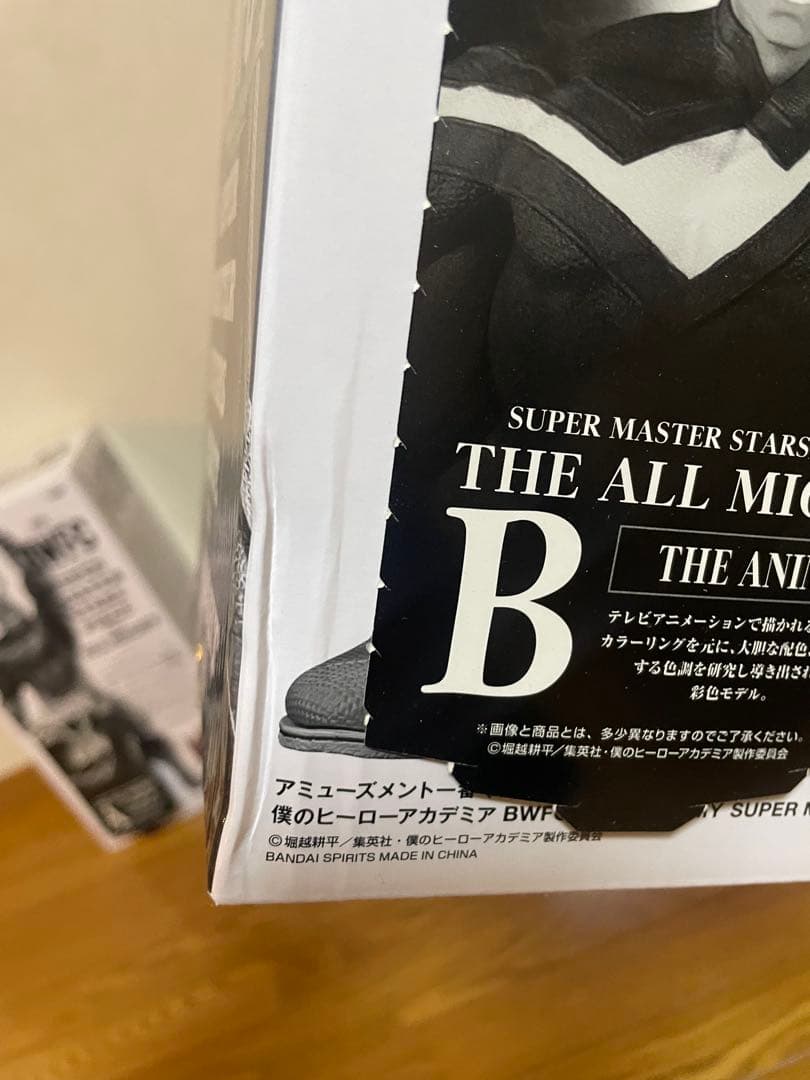 SUPER MASTER STARS
THE ALL MIG
B
THE ANI
テレビアニメーションで描かれる
カラーリングを元に、大胆な配色
する色調を研究し導き出され
彩色モデル。
※画像と商品とは、多少異なりますのでご了承ください。
©堀越耕平/集英社・僕のヒーローアカデミア製作委員会
アミューズメント一番
僕のヒーローアカデミア BWFC SUPER M
©堀越耕平/集英社・僕のヒーローアカデミア製作委員会
BANDAI SPIRITS MADE IN CHINA